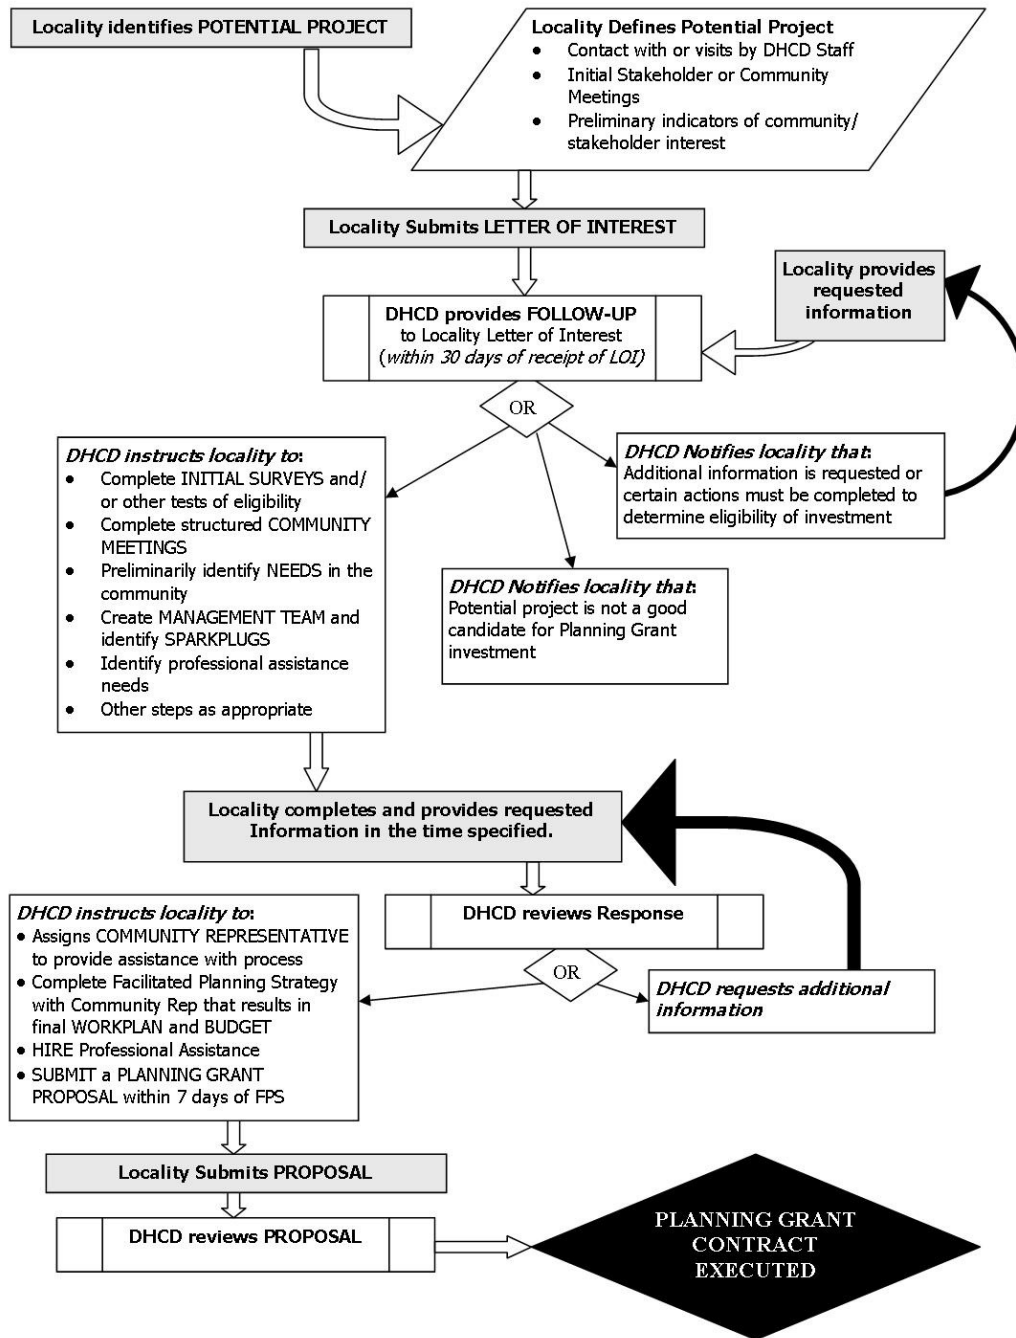 Locality identifies POTENTIAL PROJECT
Locality Defines Potential Project
● Contact with or visits by DHCD Staff
● Initial Stakeholder or Community
Meetings
● Preliminary indicators of community/
stakeholder interest
Locality Submits LETTER OF INTEREST
Locality provides
requested
information
DHCD provides FOLLOW-UP
to Locality Letter of Interest
(within 30 days of receipt of LOI)
OR
DHCD instructs locality to:
● Complete INITIAL SURVEYS and/
or other tests of eligibility
● Complete structured COMMUNITY
MEETINGS
● Preliminarily identify NEEDS in the
community
● Create MANAGEMENT TEAM and
identify SPARKPLUGS
● Identify professional assistance
needs
● Other steps as appropriate
DHCD Notifies locality that:
Additional information is requested or
certain actions must be completed to
determine eligibility of investment
DHCD Notifies locality that:
Potential project is not a good
candidate for Planning Grant
investment
Locality completes and provides requested
Information in the time specified.
DHCD reviews Response
OR
DHCD instructs locality to:
● Assigns COMMUNITY REPRESENTATIVE
to provide assistance with process
● Complete Facilitated Planning Strategy
with Community Rep that results in
final WORKPLAN and BUDGET
● HIRE Professional Assistance
● SUBMIT a PLANNING GRANT
PROPOSAL within 7 days of FPS
DHCD requests additional
information
Locality Submits PROPOSAL
DHCD reviews PROPOSAL
PLANNING GRANT
CONTRACT
EXECUTED